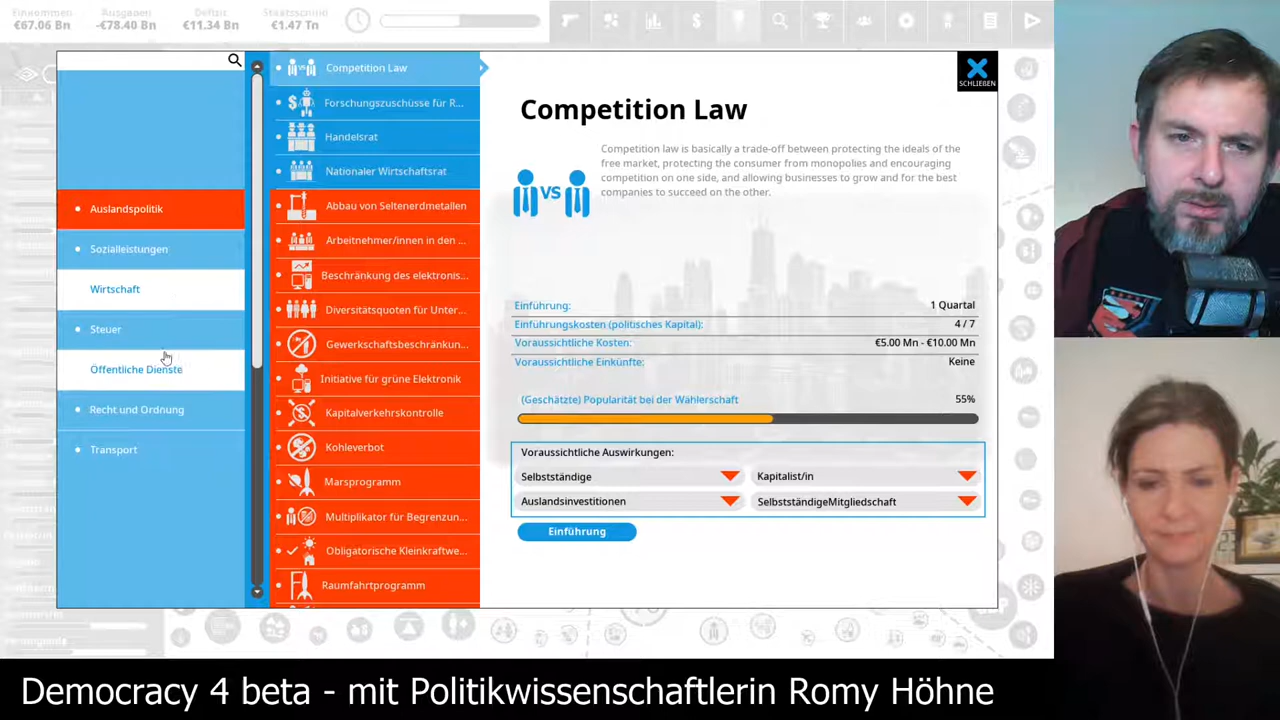 Einkommen Ausgaben Defizit Staatsschuld
€67.06 Bn -€78.40 Bn €11.34 Bn €1.47 Tn
SCHLIEßEN
Auslandspolitik
Sozialleistungen
Wirtschaft
Steuer
Öffentliche Dienste
Recht und Ordnung
Transport
Competition Law
Forschungszuschüsse für R...
Handelsrat
Nationaler Wirtschaftsrat
Abbau von Seltenerdmetallen
Arbeitnehmer/innen in den ...
Beschränkung des elektronis...
Diversitätsquoten für Unter...
Gewerkschaftsbeschränkun...
Initiative für grüne Elektronik
Kapitalverkehrskontrolle
Kohleverbot
Marsprogramm
Multiplikator für Begrenzun...
Obligatorische Kleinkraftwe...
Raumfahrtprogramm
Competition Law
VS
Competition law is basically a trade-off between protecting the ideals of the
free market, protecting the consumer from monopolies and encouraging
competition on one side, and allowing businesses to grow and for the best
companies to succeed on the other.
Einführung: 1 Quartal
Einführungskosten (politisches Kapital): 4 / 7
Voraussichtliche Kosten: €5.00 Mn - €10.00 Mn
Voraussichtliche Einkünfte: Keine
(Geschätzte) Popularität bei der Wählerschaft 55%
Voraussichtliche Auswirkungen:
Selbstständige Kapitalist/in
Auslandsinvestitionen SelbstständigeMitgliedschaft
Einführung
Democracy 4 beta - mit Politikwissenschaftlerin Romy Höhne